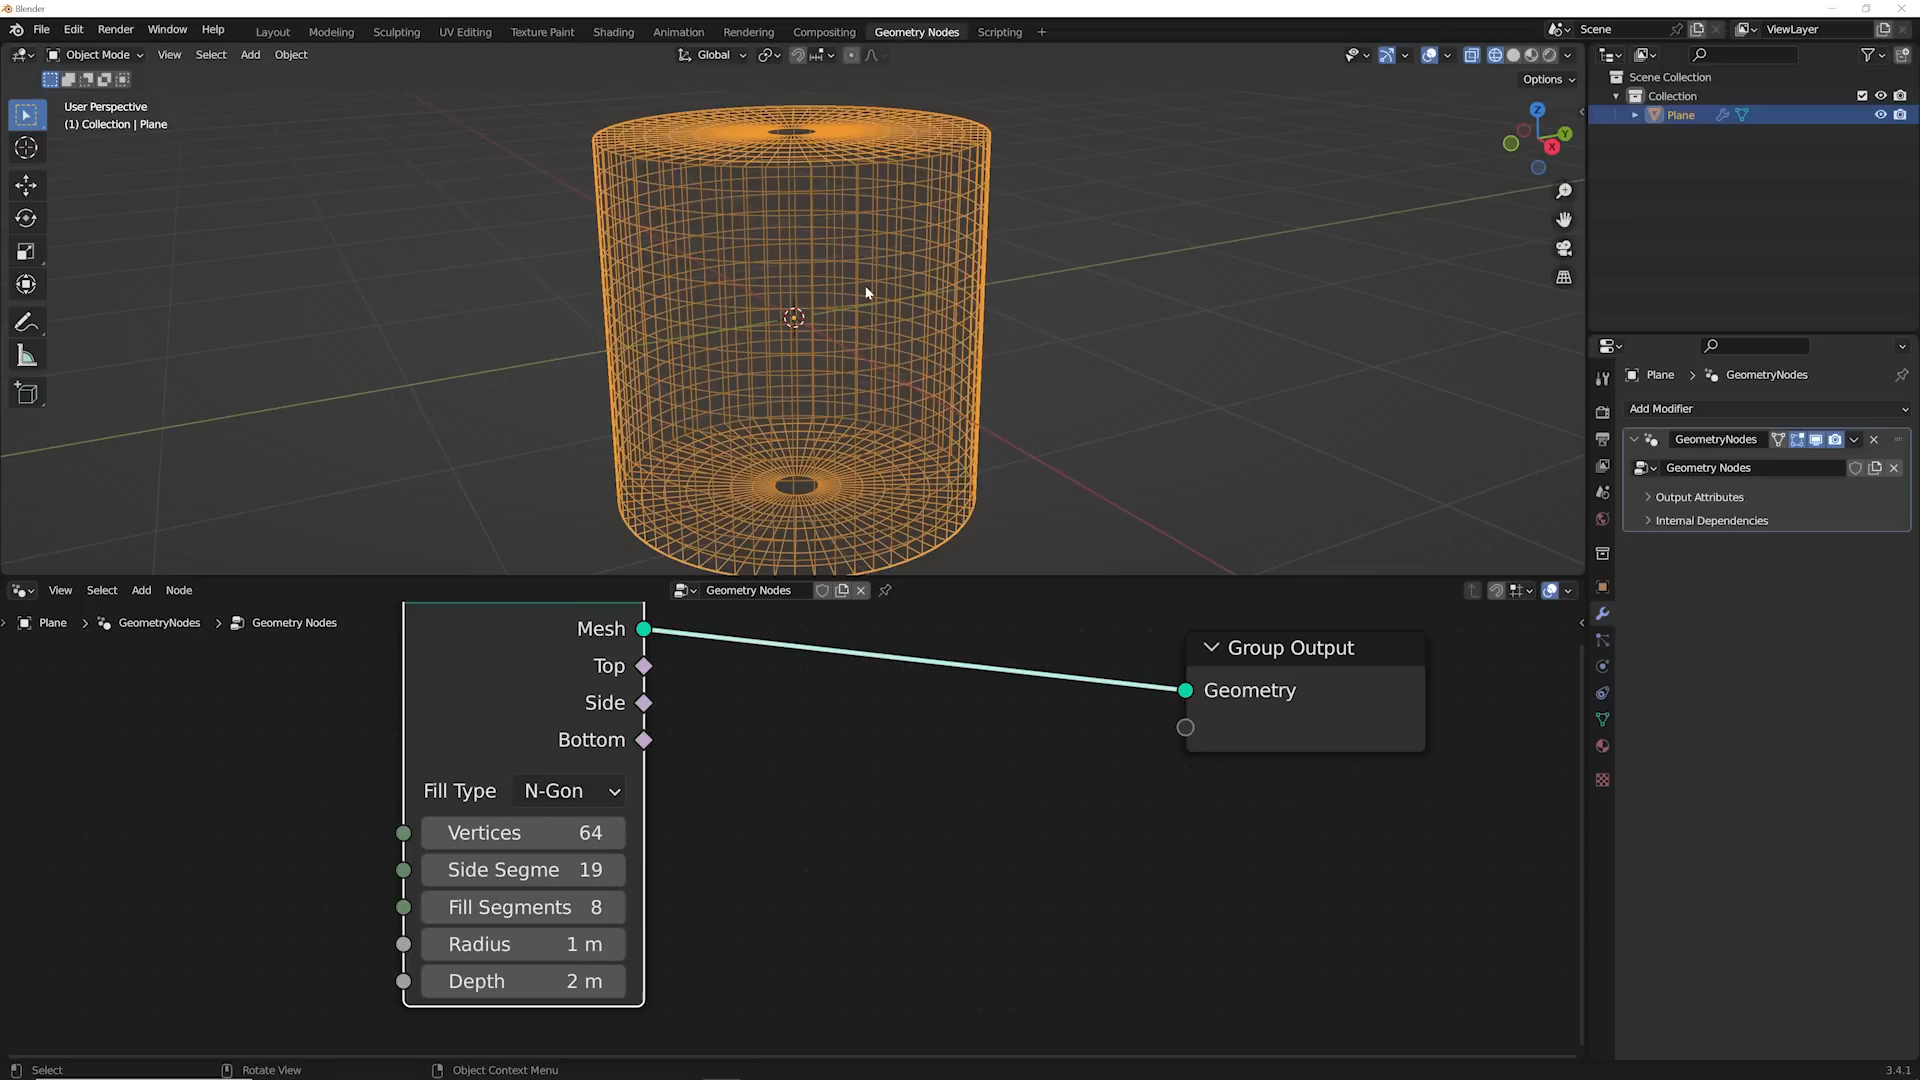 Blender
File Edit Render Window Help
Layout Modeling Sculpting UV Editing Texture Paint Shading Animation Rendering Compositing Geometry Nodes Scripting +
Scene
ViewLayer
Object Mode View Select Add Object
Global
Options
User Perspective
(1) Collection | Plane
Z
Y
X
Scene Collection
Collection
Plane
Plane > GeometryNodes
Add Modifier
GeometryNodes
Geometry Nodes
Output Attributes
Internal Dependencies
View Select Add Node
Geometry Nodes
Plane > GeometryNodes > Geometry Nodes
Mesh
Top
Side
Bottom
Fill Type N-Gon
Vertices 64
Side Segme 19
Fill Segments 8
Radius 1 m
Depth 2 m
Group Output
Geometry
Select
Rotate View
Object Context Menu
3.4.1